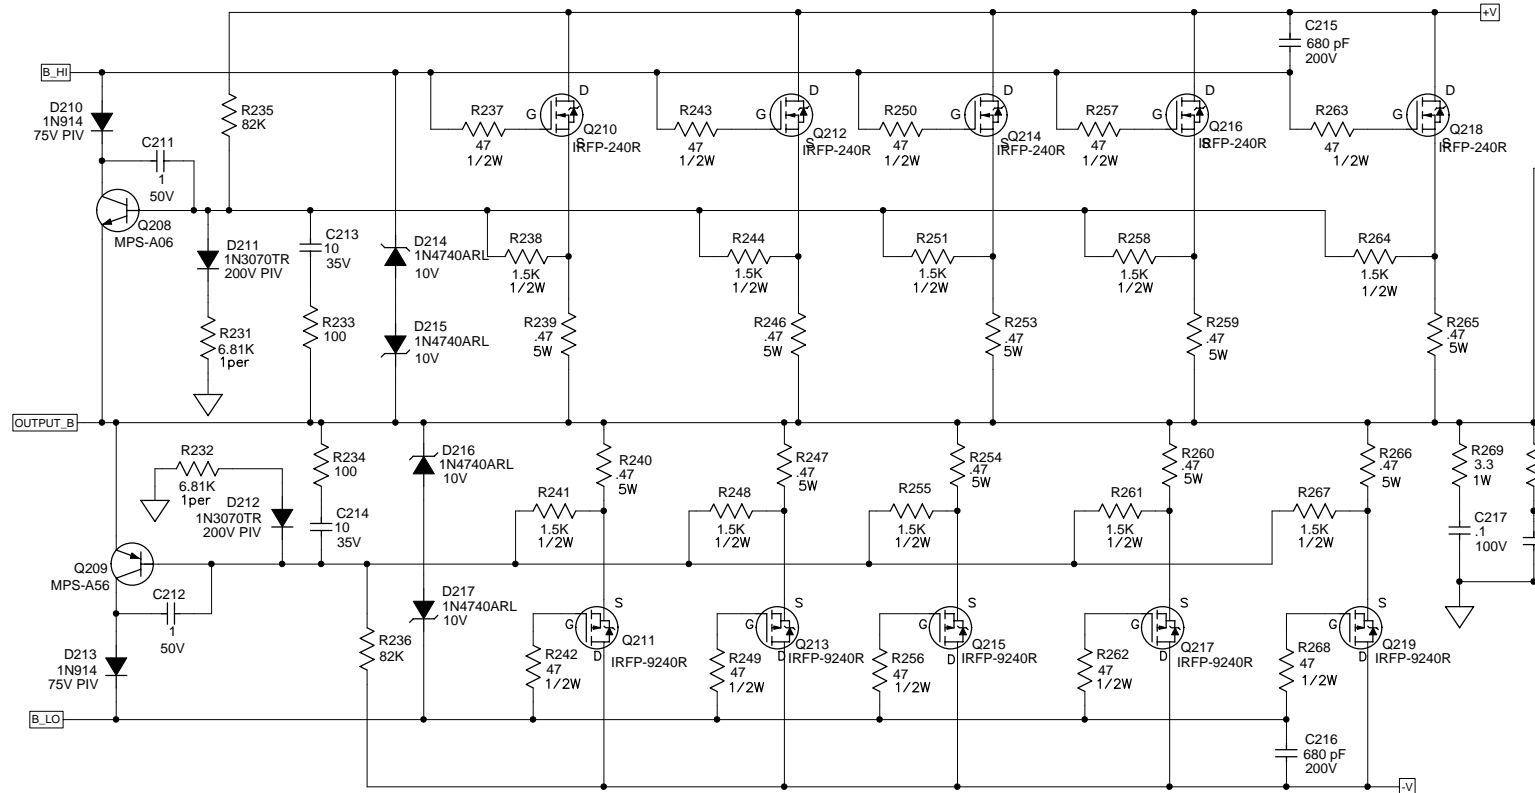 +V
C215
680 pF
200V
B_HI
D210
1N914
75V PIV
R235
82K
C211
1
50V
Q208
MPS-A06
R237
47
1/2W
G
D
S
Q210
IRFP-240R
R243
47
1/2W
G
D
S
Q212
IRFP-240R
R250
47
1/2W
G
D
S
Q214
IRFP-240R
R257
47
1/2W
G
D
S
Q216
IRFP-240R
R263
47
1/2W
G
D
S
Q218
IRFP-240R
D211
1N3070TR
200V PIV
C213
10
35V
D214
1N4740ARL
10V
R238
1.5K
1/2W
R244
1.5K
1/2W
R251
1.5K
1/2W
R258
1.5K
1/2W
R264
1.5K
1/2W
R231
6.81K
1per
R233
100
D215
1N4740ARL
10V
R239
.47
5W
R246
.47
5W
R253
.47
5W
R259
.47
5W
R265
.47
5W
OUTPUT_B
R232
6.81K
1per
D212
1N3070TR
200V PIV
R234
100
C214
10
35V
D216
1N4740ARL
10V
R240
.47
5W
R247
.47
5W
R254
.47
5W
R260
.47
5W
R266
.47
5W
R269
3.3
1W
R241
1.5K
1/2W
R248
1.5K
1/2W
R255
1.5K
1/2W
R261
1.5K
1/2W
R267
1.5K
1/2W
C217
.1
100V
Q209
MPS-A56
C212
1
50V
D213
1N914
75V PIV
R236
82K
D217
1N4740ARL
10V
R242
47
1/2W
G
S
D
Q211
IRFP-9240R
R249
47
1/2W
G
S
D
Q213
IRFP-9240R
R256
47
1/2W
G
S
D
Q215
IRFP-9240R
R262
47
1/2W
G
S
D
Q217
IRFP-9240R
R268
47
1/2W
G
S
D
Q219
IRFP-9240R
B_LO
C216
680 pF
200V
-V